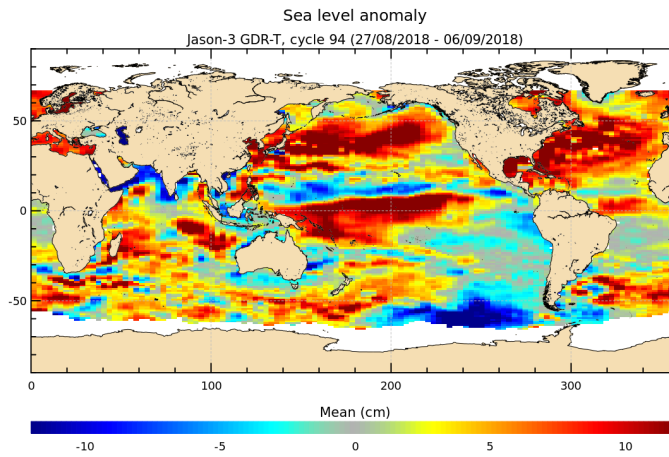 Sea level anomaly
Jason-3 GDR-T, cycle 94 (27/08/2018 - 06/09/2018)
50
0
-50
0 100 200 300
Mean (cm)
-10 -5 0 5 10